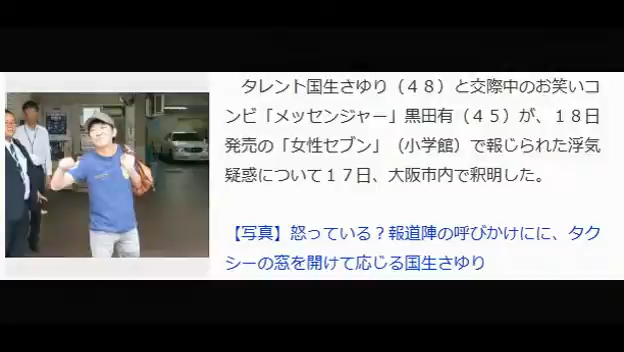 タレント国生さゆり（４８）と交際中のお笑いコ
ンビ「メッセンジャー」黒田有（４５）が、１８日
発売の「女性セブン」（小学館）で報じられた浮気
疑惑について１７日、大阪市内で釈明した。
【写真】怒っている？報道陣の呼びかけにに、タク
シーの窓を開けて応じる国生さゆり